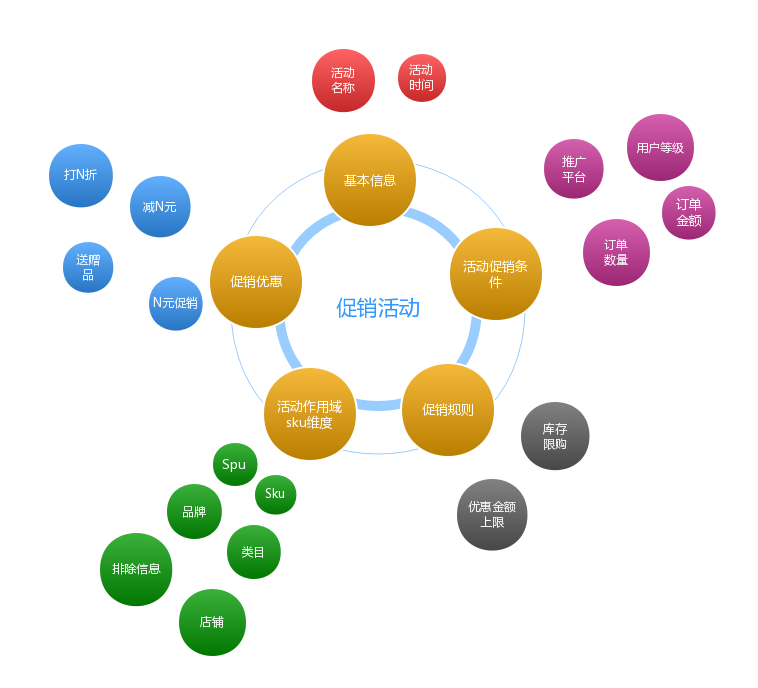 活动
名称
活动
时间
基本信息
打N折
减N元
送赠
品
N元促销
促销优惠
推广
平台
用户等级
订单
金额
订单
数量
活动促销条
件
促销活动
活动作用域
sku维度
促销规则
库存
限购
优惠金额
上限
Spu
Sku
品牌
类目
排除信息
店铺